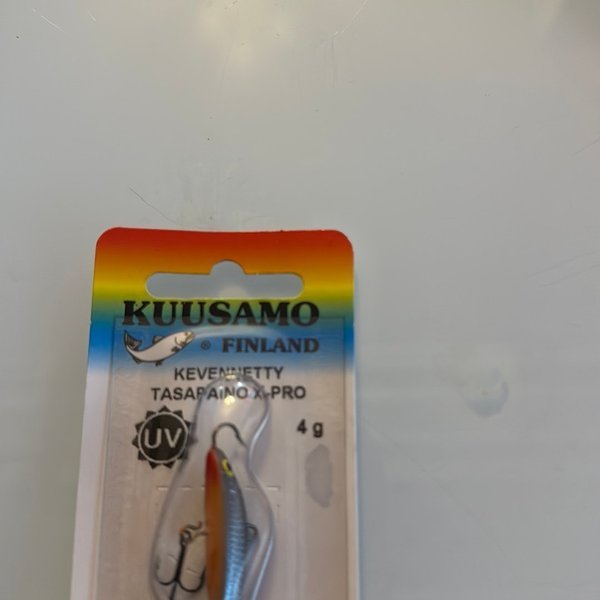 KUUSAMO
® FINLAND
KEVENNETTY
TASAPAINO X-PRO
UV
4 g